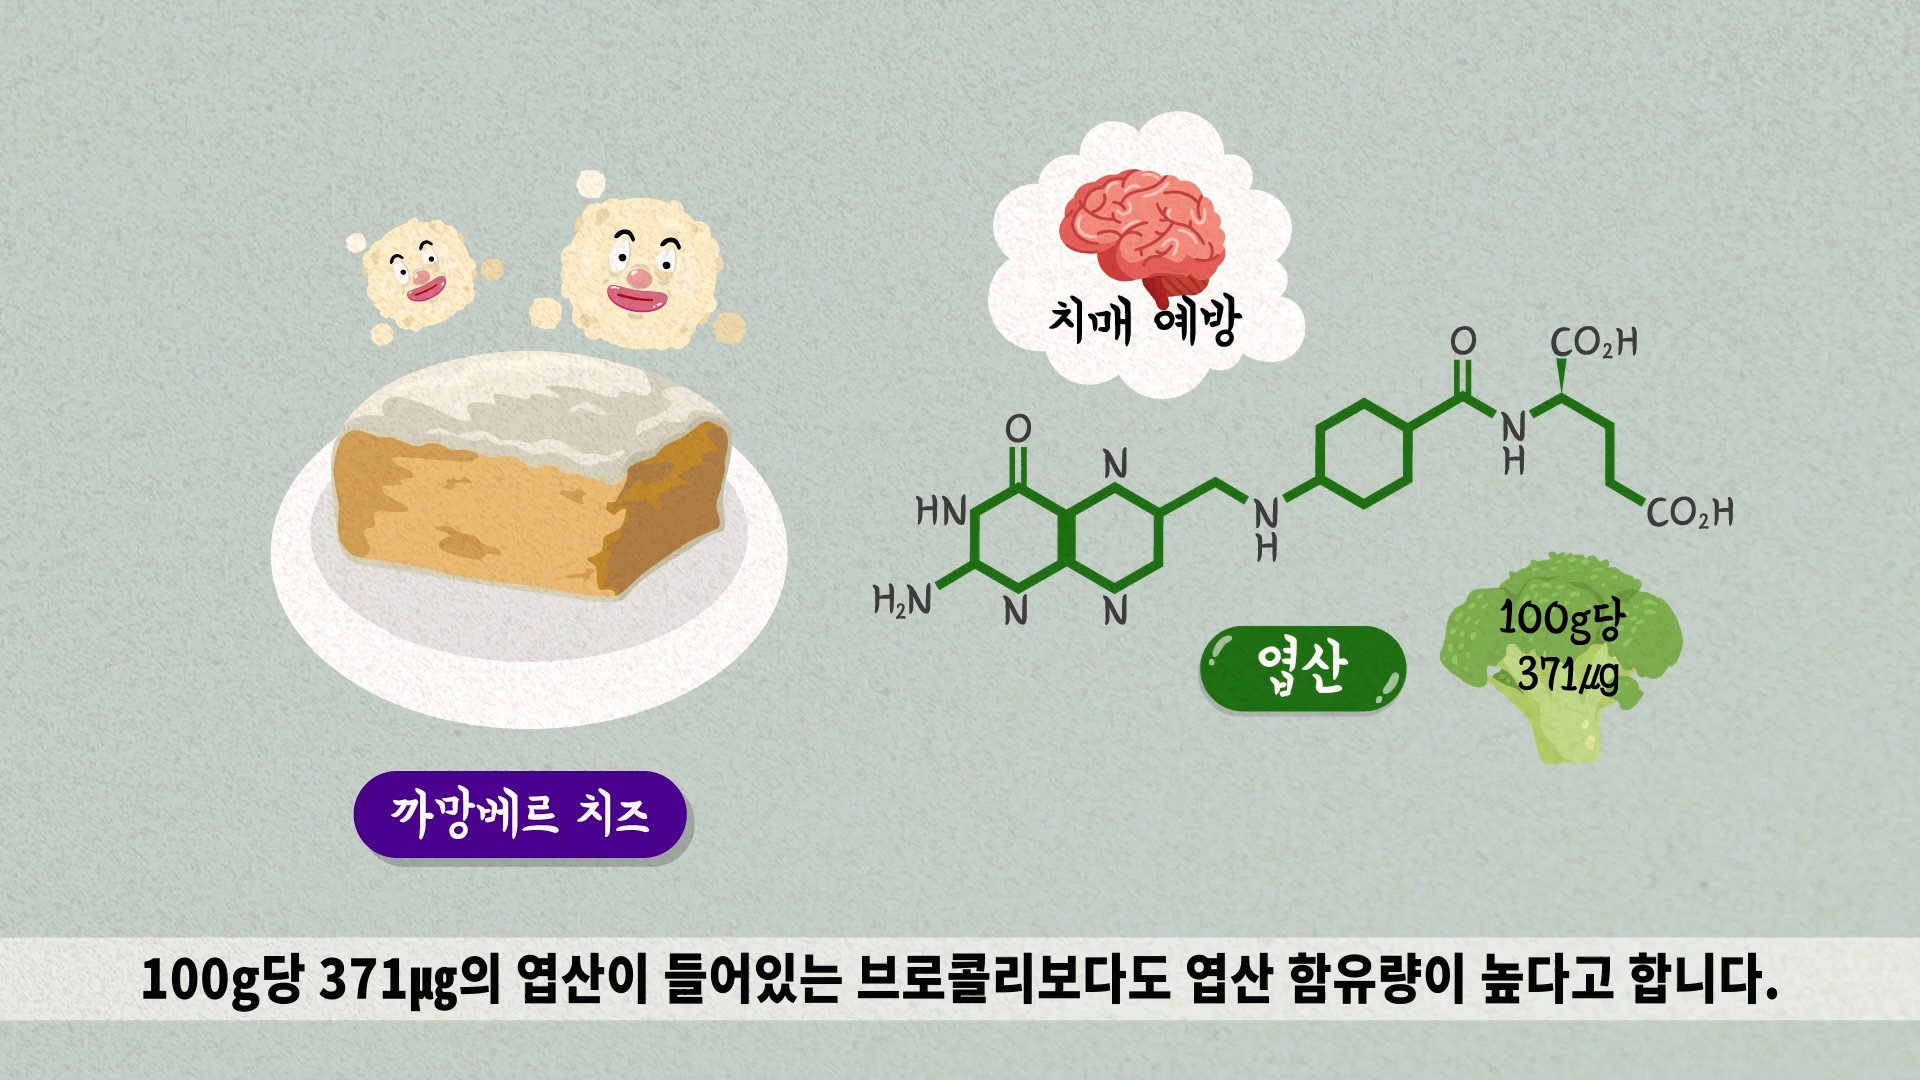 치매 예방
O
CO₂H
O
N
H
N
HN
N
H
CO₂H
H₂N
N
N
100g당
371㎍
엽산
까망베르 치즈
100g당 371㎍의 엽산이 들어있는 브로콜리보다도 엽산 함유량이 높다고 합니다.